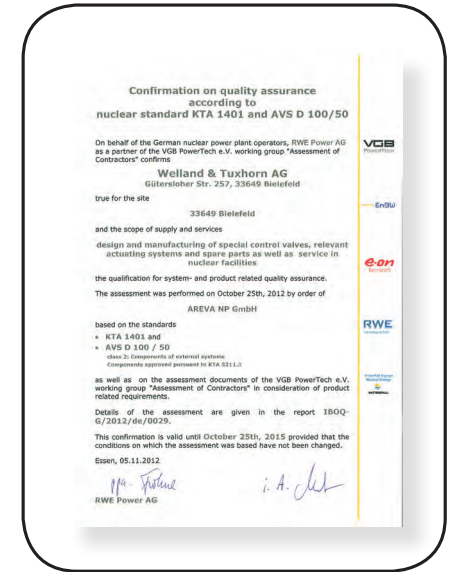 Confirmation on quality assurance
according to
nuclear standard KTA 1401 and AVS D 100/50
On behalf of the German nuclear power plant operators, RWE Power AG
as a partner of the VGB PowerTech e.V. working group "Assessment of
Contractors" confirms
VGB
POWERTECH
Welland & Tuxhorn AG
Gütersloher Str. 257, 33649 Bielefeld
true for the site
EnBW
33649 Bielefeld
and the scope of supply and services
design and manufacturing of special control valves, relevant
actuating systems and spare parts as well as service in
nuclear facilities
e·on
the qualification for system- and product related quality assurance.
The assessment was performed on October 25th, 2012 by order of
AREVA NP GmbH
based on the standards
RWE
• KTA 1401 and
• AVS D 100 / 50
class 2: Components of external systems
Components approved pursuant to KTA 3211.3
as well as on the assessment documents of the VGB PowerTech e.V.
working group "Assessment of Contractors" in consideration of product
related requirements.
VATTENFALL
Details of the assessment are given in the report IBOQ-
G/2012/de/0029.
This confirmation is valid until October 25th, 2015 provided that the
conditions on which the assessment was based have not been changed.
Essen, 05.11.2012
ppa.
i. A.
RWE Power AG